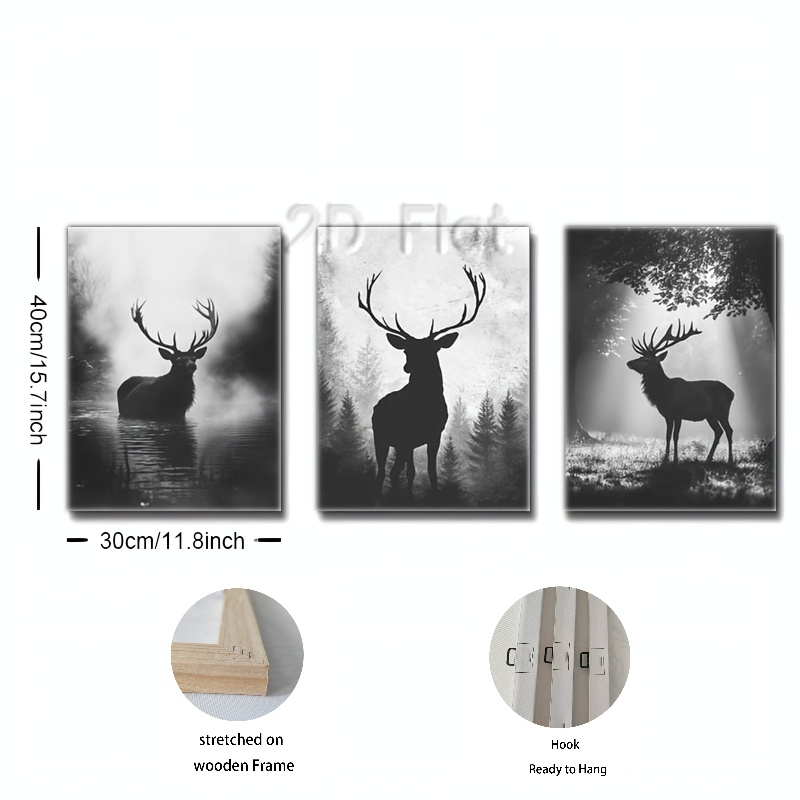 2D Flat
40cm/15.7inch
30cm/11.8inch
stretched on
wooden Frame
Hook
Ready to Hang